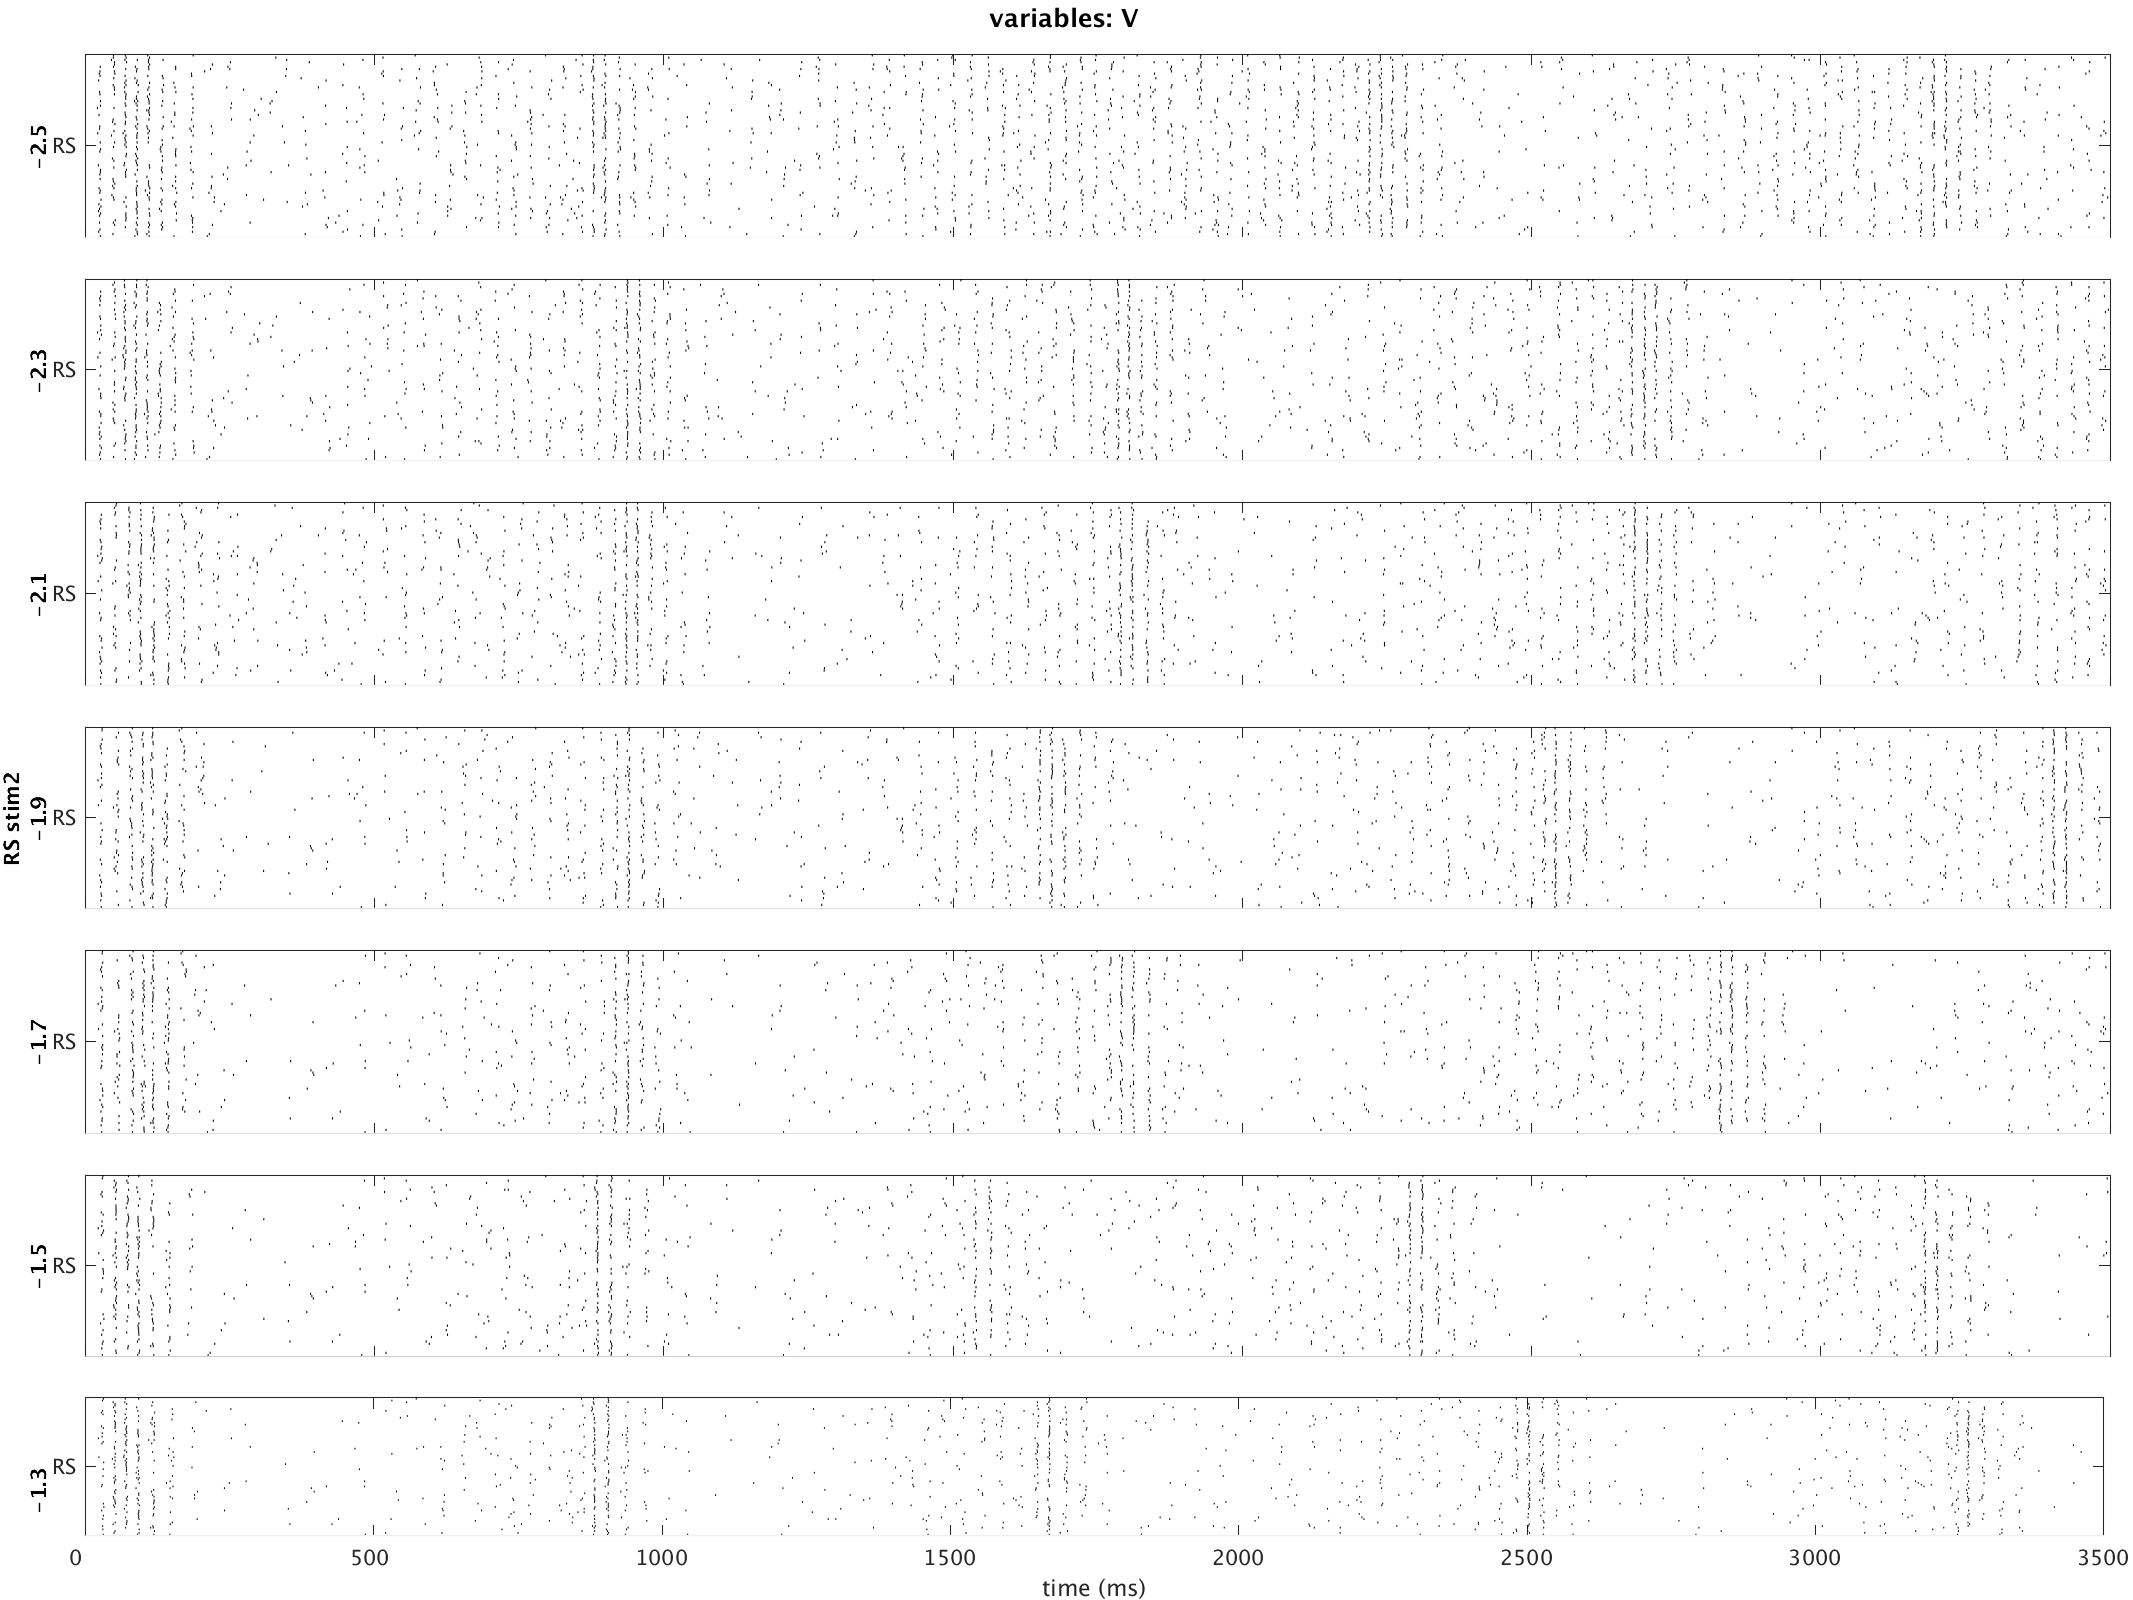 variables: V
RS stim2
-2.5 RS
-2.3 RS
-2.1 RS
-1.9 RS
-1.7 RS
-1.5 RS
-1.3 RS
0 500 1000 1500 2000 2500 3000 3500
time (ms)